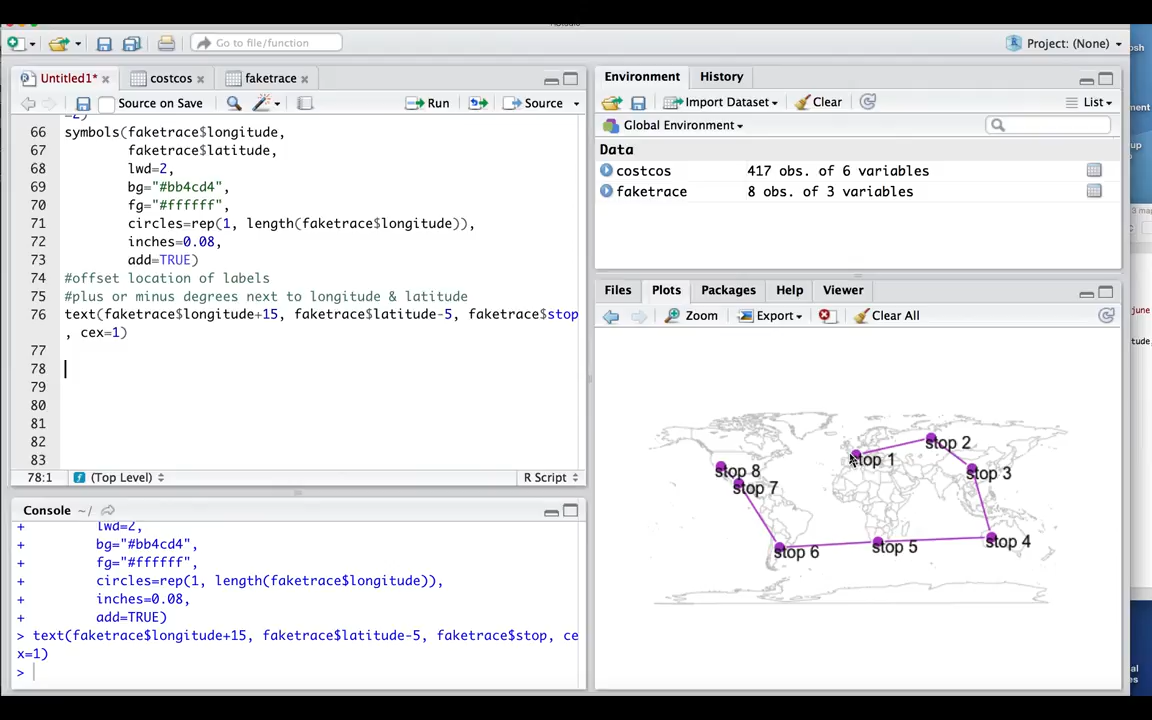 Go to file/function
Project: (None)
Untitled1*
costcos
faketrace
Source on Save
Run
Source
66
symbols(faketrace$longitude,
67
faketrace$latitude,
68
lwd=2,
69
bg="#bb4cd4",
70
fg="#ffffff",
71
circles=rep(1, length(faketrace$longitude)),
72
inches=0.08,
73
add=TRUE)
74
#offset location of labels
75
#plus or minus degrees next to longitude & latitude
76
text(faketrace$longitude+15, faketrace$latitude-5, faketrace$stop
, cex=1)
77
78
79
80
81
82
83
78:1
(Top Level)
R Script
Console ~/
+ lwd=2,
+ bg="#bb4cd4",
+ fg="#ffffff",
+ circles=rep(1, length(faketrace$longitude)),
+ inches=0.08,
+ add=TRUE)
> text(faketrace$longitude+15, faketrace$latitude-5, faketrace$stop, ce
x=1)
>
Environment
History
Import Dataset
Clear
List
Global Environment
Data
costcos 417 obs. of 6 variables
faketrace 8 obs. of 3 variables
Files
Plots
Packages
Help
Viewer
Zoom
Export
Clear All
stop 1
stop 2
stop 3
stop 4
stop 5
stop 6
stop 7
stop 8